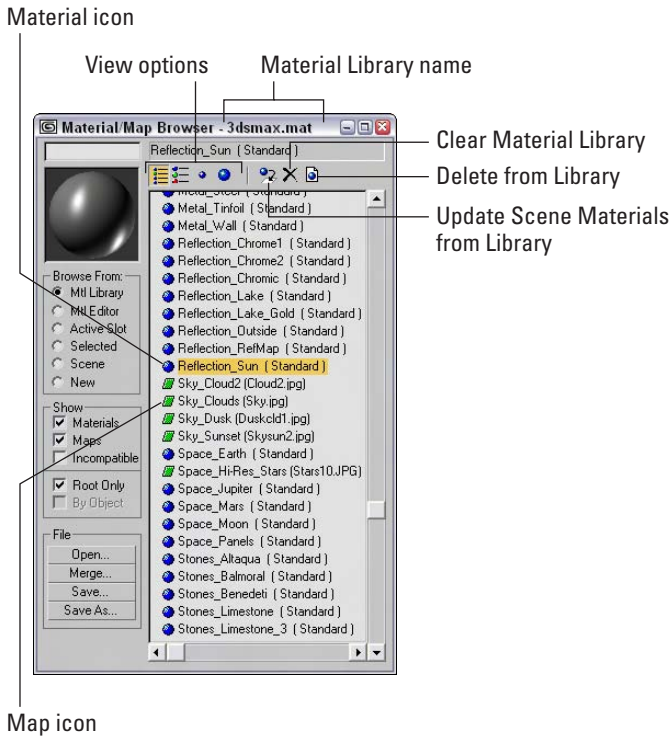 Material icon
View options
Material Library name
Material/Map Browser - 3dsmax.mat
Reflection_Sun ( Standard )
Clear Material Library
Delete from Library
Update Scene Materials
from Library
Metal_Steel ( Standard )
Metal_Tinfoil ( Standard )
Metal_Wall ( Standard )
Reflection_Chrome1 ( Standard )
Reflection_Chrome2 ( Standard )
Reflection_Chromic ( Standard )
Reflection_Lake ( Standard )
Reflection_Lake_Gold ( Standard )
Reflection_Outside ( Standard )
Reflection_RefMap ( Standard )
Reflection_Sun ( Standard )
Sky_Cloud2 (Cloud2.jpg)
Sky_Clouds (Sky.jpg)
Sky_Dusk (Duskcld1.jpg)
Sky_Sunset (Skysun2.jpg)
Space_Earth ( Standard )
Space_Hi-Res_Stars (Stars10.JPG)
Space_Jupiter ( Standard )
Space_Mars ( Standard )
Space_Moon ( Standard )
Space_Panels ( Standard )
Stones_Altaqua ( Standard )
Stones_Balmoral ( Standard )
Stones_Benedeti ( Standard )
Stones_Limestone ( Standard )
Stones_Limestone_3 ( Standard )
Browse From:
Mtl Library
Mtl Editor
Active Slot
Selected
Scene
New
Show
Materials
Maps
Incompatible
Root Only
By Object
File
Open...
Merge...
Save...
Save As...
Map icon